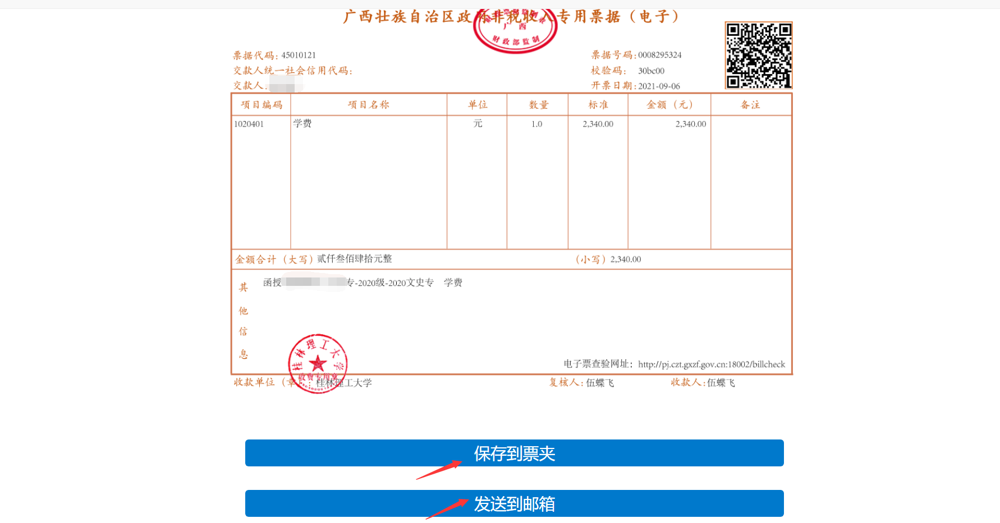 广西壮族自治区政府非税收入专用票据（电子）
广西
财政部监制
票据代码：45010121
票据号码：0008295324
交款人统一社会信用代码：
校验码： 30bc00
交款人：
开票日期：2021-09-06
项目编码 项目名称 单位 数量 标准 金额（元） 备注
1020401 学费 元 1.0 2,340.00 2,340.00
金额合计（大写）贰仟叁佰肆拾元整 （小写）2,340.00
其他信息
函授 专-2020级-2020文史专 学费
桂林理工大学
收费专用章
电子票查验网址：http://pj.czt.gxzf.gov.cn:18002/billcheck
收款单位（章）：桂林理工大学 复核人：伍蝶飞 收款人：伍蝶飞
保存到票夹
发送到邮箱